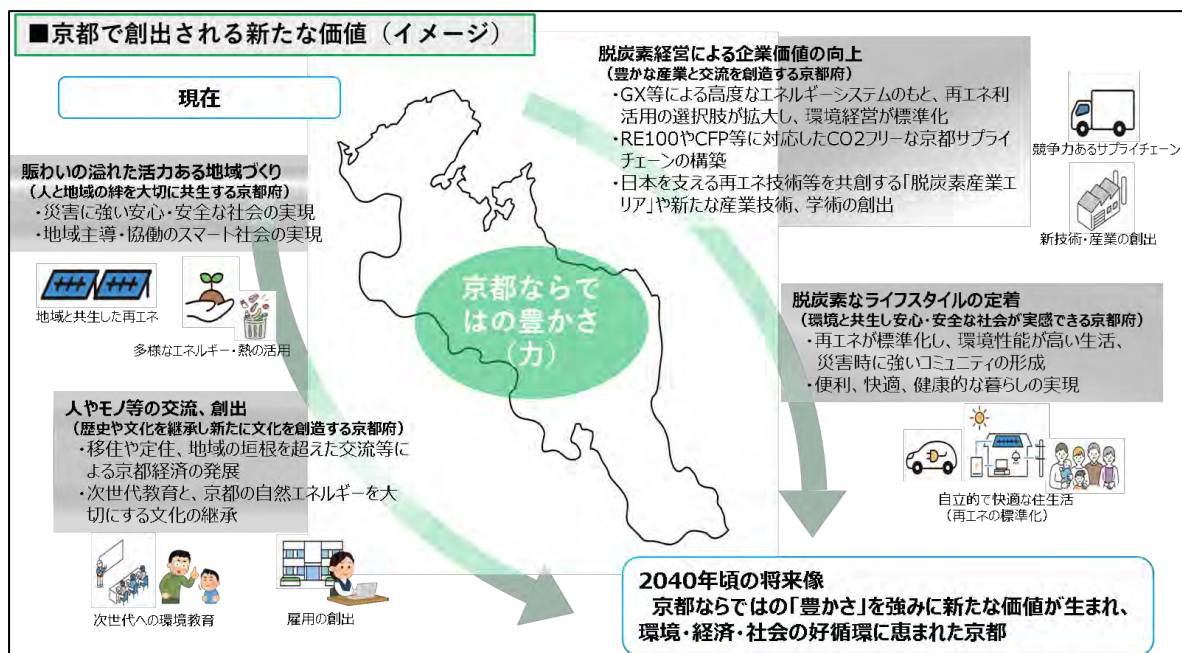 ■京都で創出される新たな価値（イメージ）
現在
賑わいの溢れた活力ある地域づくり
（人と地域の絆を大切に共生する京都府）
・災害に強い安心・安全な社会の実現
・地域主導・協働のスマート社会の実現
地域と共生した再エネ
多様なエネルギー・熱の活用
人やモノ等の交流、創出
（歴史や文化を継承し新たに文化を創造する京都府）
・移住や定住、地域の垣根を超えた交流等に
よる京都経済の発展
・次世代教育と、京都の自然エネルギーを大
切にする文化の継承
次世代への環境教育
雇用の創出
京都ならで
はの豊かさ
（力）
脱炭素経営による企業価値の向上
（豊かな産業と交流を創造する京都府）
・GX等による高度なエネルギーシステムのもと、再エネ利
活用の選択肢が拡大し、環境経営が標準化
・RE100やCFP等に対応したCO2フリーな京都サプライ
チェーンの構築
・日本を支える再エネ技術等を共創する「脱炭素産業エ
リア」や新たな産業技術、学術の創出
競争力あるサプライチェーン
新技術・産業の創出
脱炭素なライフスタイルの定着
（環境と共生し安心・安全な社会が実感できる京都府）
・再エネが標準化し、環境性能が高い生活、
災害時に強いコミュニティの形成
・便利、快適、健康的な暮らしの実現
自立的で快適な住生活
（再エネの標準化）
2040年頃の将来像
京都ならではの「豊かさ」を強みに新たな価値が生まれ、
環境・経済・社会の好循環に恵まれた京都